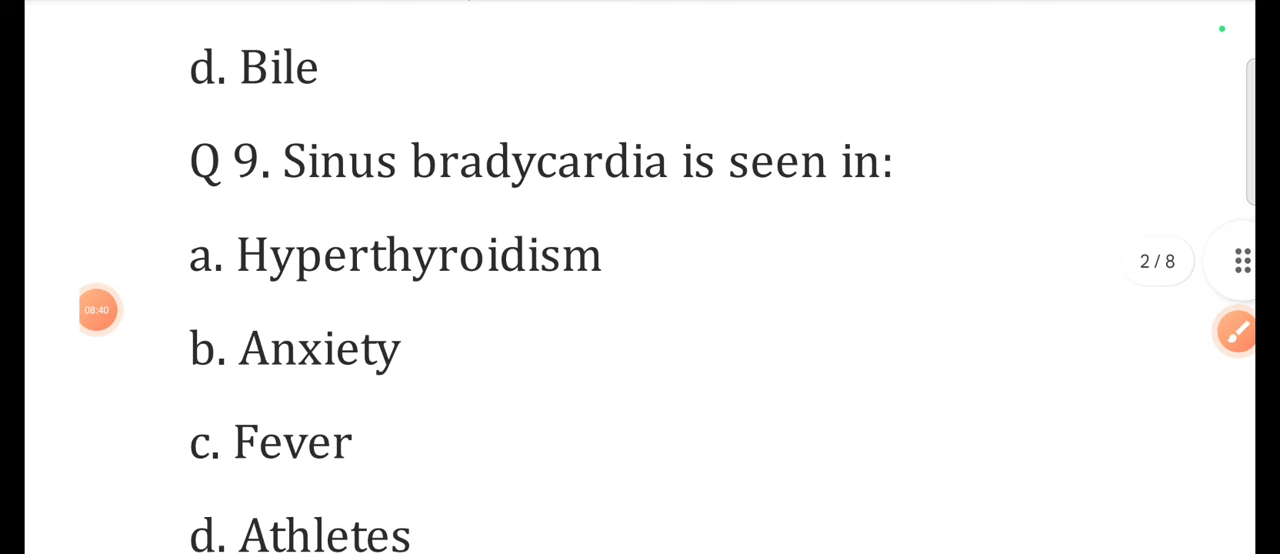 d. Bile
Q 9. Sinus bradycardia is seen in:
a. Hyperthyroidism
2 / 8
08:40
b. Anxiety
c. Fever
d. Athletes